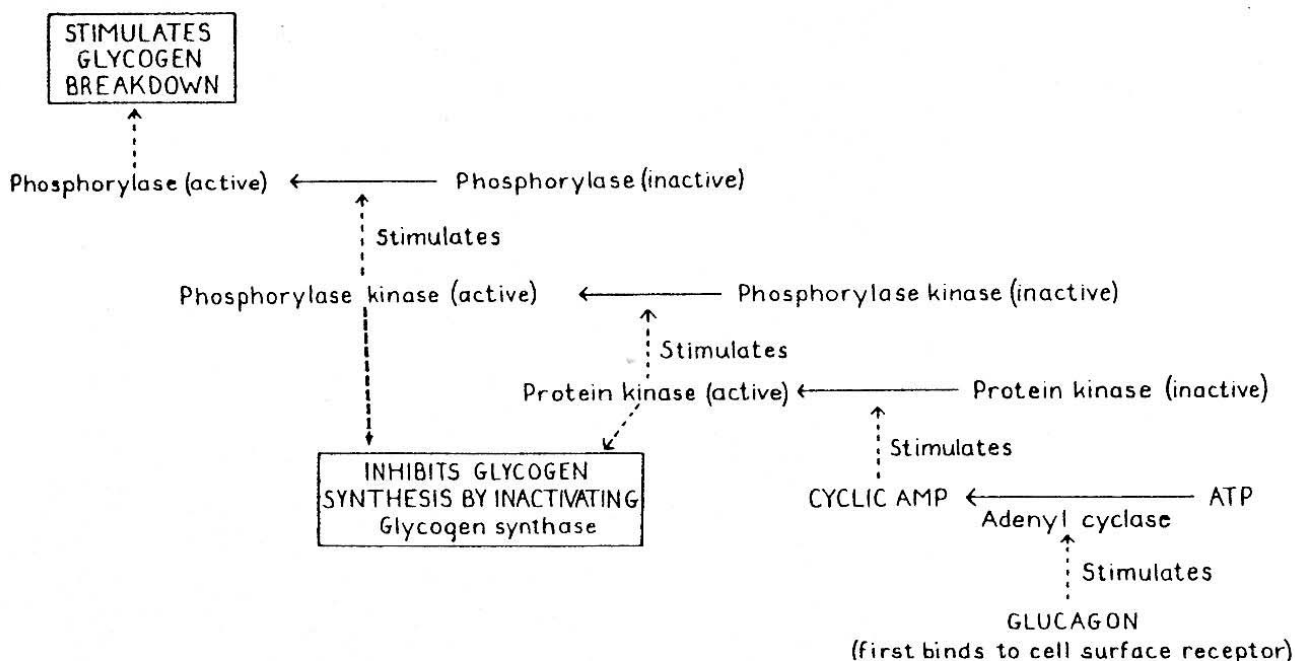 STIMULATES
GLYCOGEN
BREAKDOWN
Phosphorylase (active)
Phosphorylase (inactive)
Stimulates
Phosphorylase kinase (active)
Phosphorylase kinase (inactive)
Stimulates
Protein kinase (active)
Protein kinase (inactive)
Stimulates
INHIBITS GLYCOGEN
SYNTHESIS BY INACTIVATING
Glycogen synthase
CYCLIC AMP
ATP
Adenyl cyclase
Stimulates
GLUCAGON
(first binds to cell surface receptor)